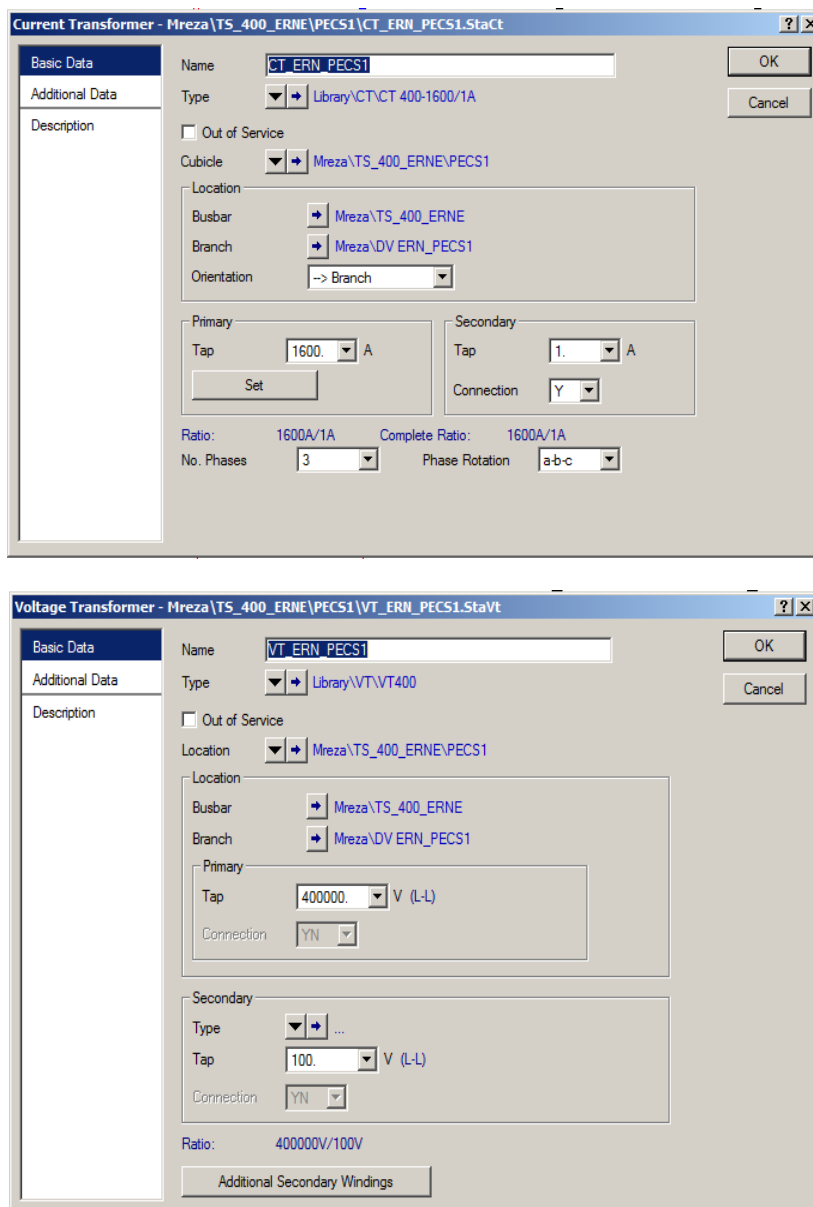 Current Transformer - Mreza\TS_400_ERNE\PECS1\CT_ERN_PECS1.StaCt
Basic Data
Additional Data
Description
Name CT_ERN_PECS1
Type Library\CT\CT 400-1600/1A
Out of Service
Cubicle Mreza\TS_400_ERNE\PECS1
Location
Busbar Mreza\TS_400_ERNE
Branch Mreza\DV ERN_PECS1
Orientation --> Branch
Primary
Tap 1600. A
Set
Secondary
Tap 1. A
Connection Y
Ratio: 1600A/1A Complete Ratio: 1600A/1A
No. Phases 3 Phase Rotation a-b-c
OK
Cancel
Voltage Transformer - Mreza\TS_400_ERNE\PECS1\VT_ERN_PECS1.StaVt
Basic Data
Additional Data
Description
Name VT_ERN_PECS1
Type Library\VT\VT400
Out of Service
Location Mreza\TS_400_ERNE\PECS1
Location
Busbar Mreza\TS_400_ERNE
Branch Mreza\DV ERN_PECS1
Primary
Tap 400000. V (L-L)
Connection YN
Secondary
Type ...
Tap 100. V (L-L)
Connection YN
Ratio: 400000V/100V
Additional Secondary Windings
OK
Cancel